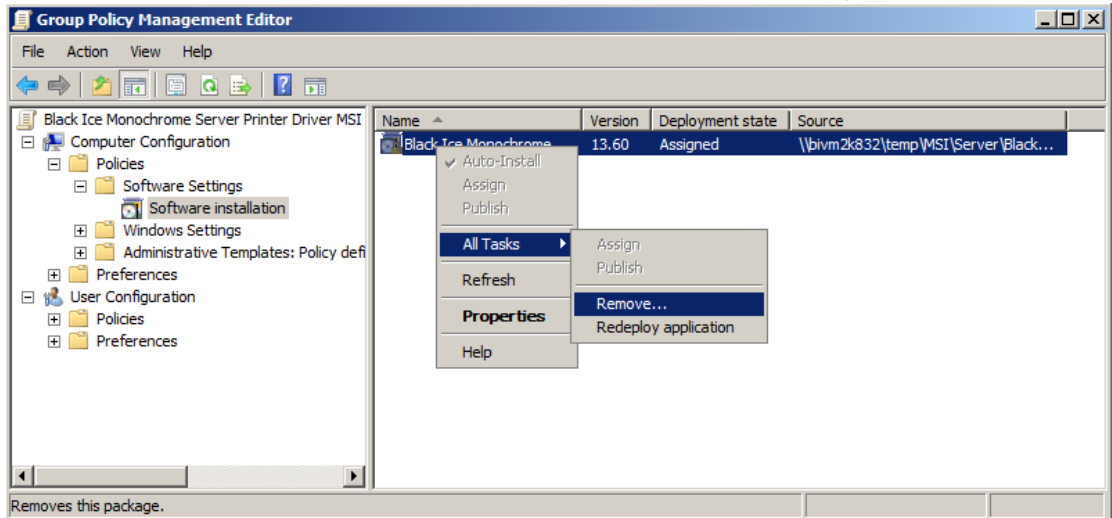 Group Policy Management Editor
File Action View Help
Black Ice Monochrome Server Printer Driver MSI
Computer Configuration
Policies
Software Settings
Software installation
Windows Settings
Administrative Templates: Policy defi
Preferences
User Configuration
Policies
Preferences
Name Version Deployment state Source
Black Ice Monochrome 13.60 Assigned \\bivm2k832\temp\MSI\Server\Black...
Auto-Install
Assign
Publish
All Tasks
Refresh
Properties
Help
Assign
Publish
Remove...
Redeploy application
Removes this package.